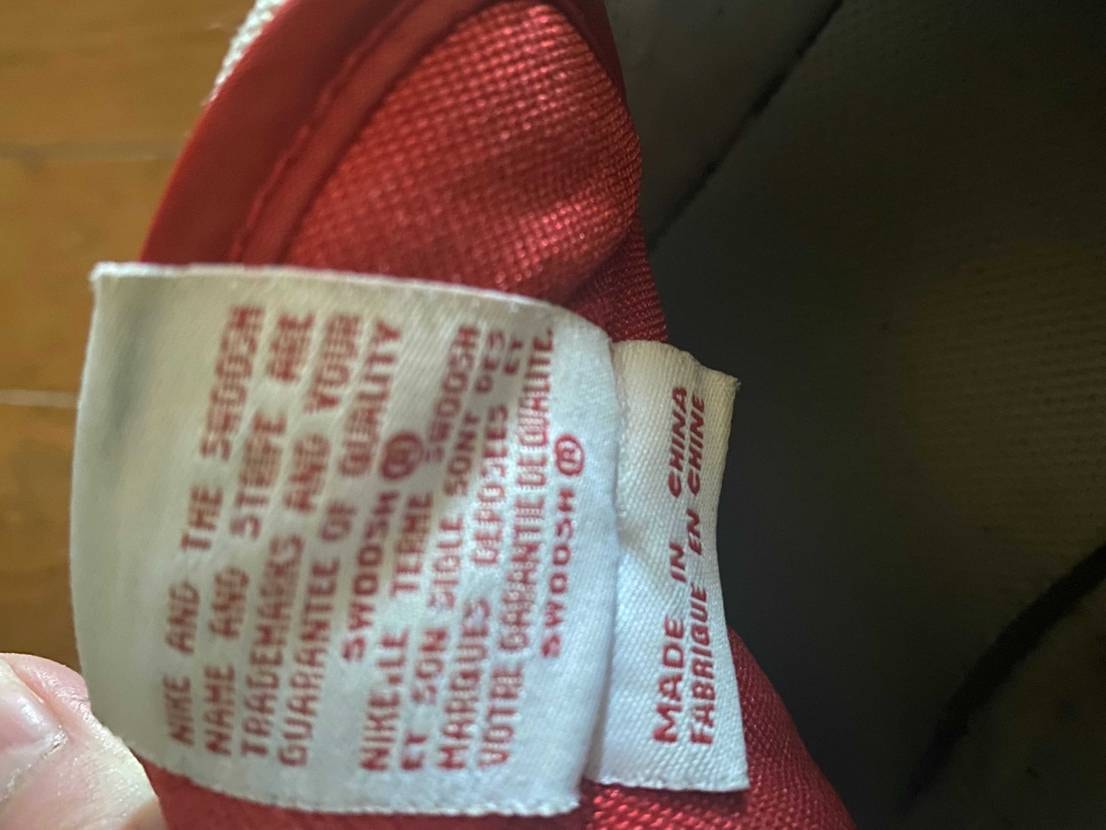 NIKE AND THE SWOOSH
NAME AND STRIPE ARE
TRADEMARKS AND YOUR
GUARANTEE OF QUALITY
SWOOSH ®
NIKE, LE TERME SWOOSH
ET SON SIGLE SONT DES
MARQUES DEPOSEES ET
VOTRE GARANTIE DE QUALITE.
SWOOSH ®
MADE IN CHINA
FABRIQUE EN CHINE